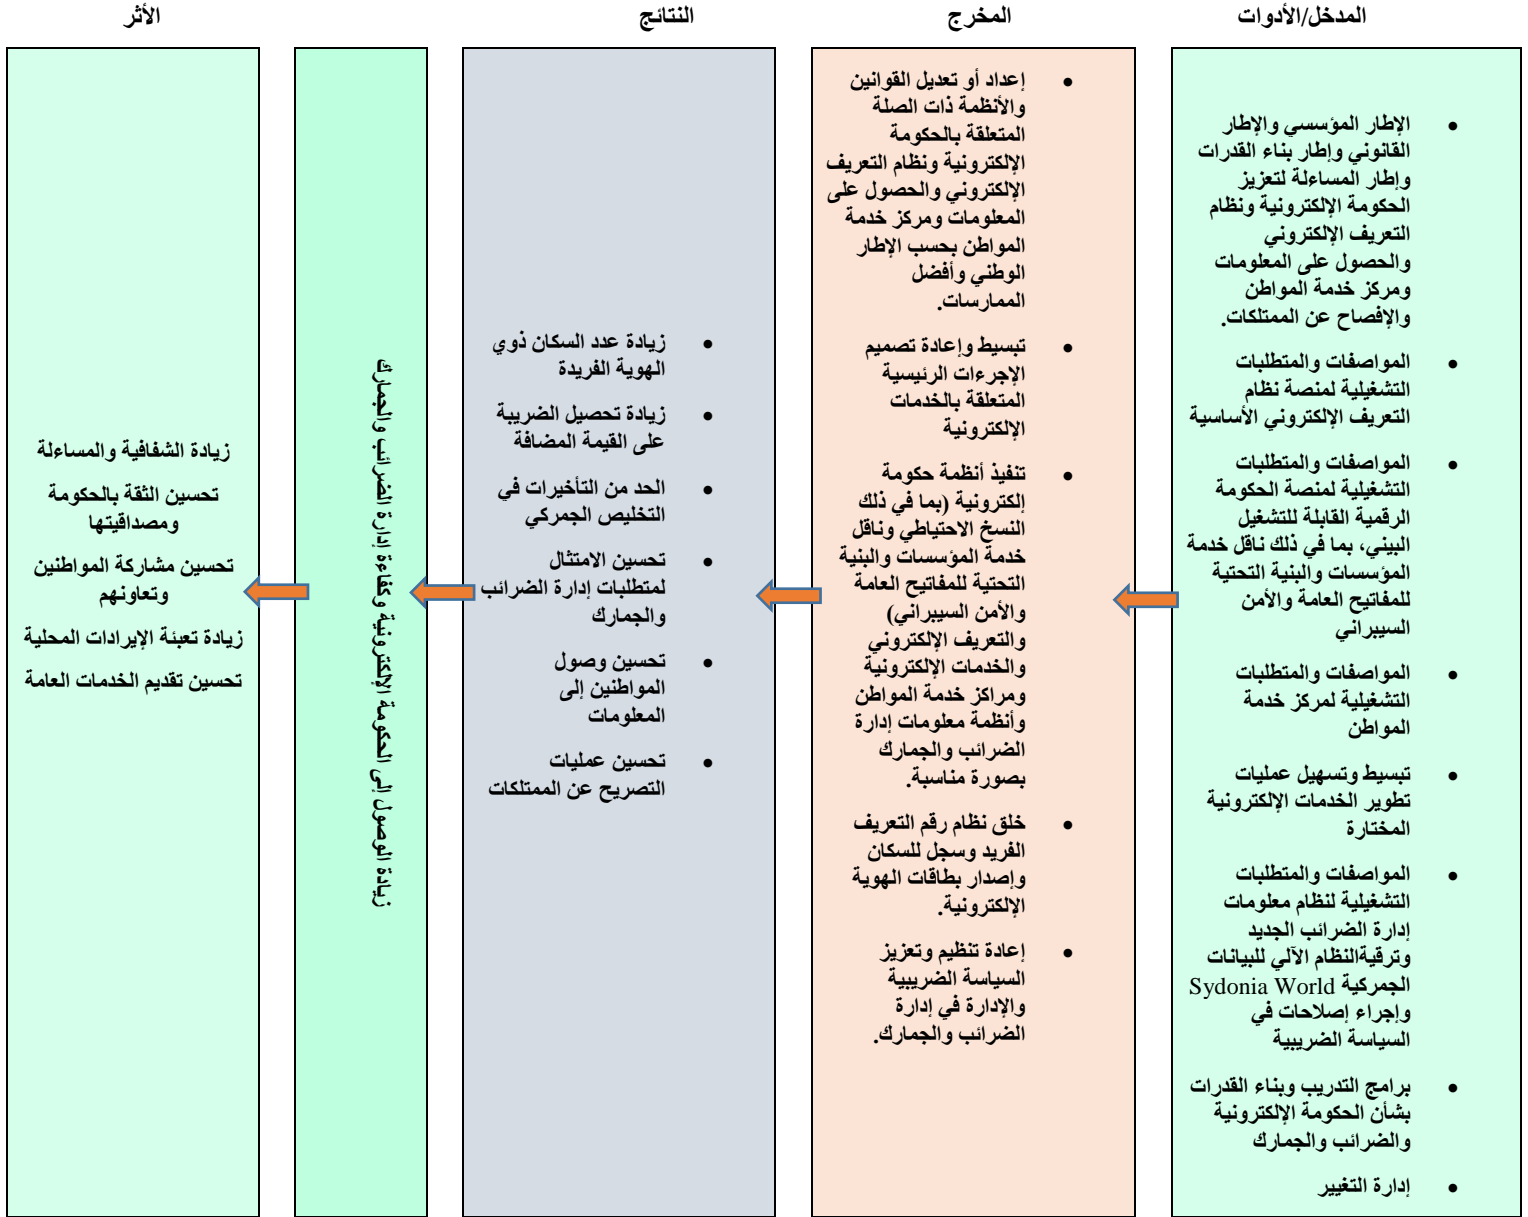 المدخل/الأدوات
المخرج
النتائج
الأثر
• الإطار المؤسسي والإطار
القانوني وإطار بناء القدرات
وإطار المساءلة لتعزيز
الحكومة الإلكترونية ونظام
التعريف الإلكتروني
والحصول على المعلومات
ومركز خدمة المواطن
والإفصاح عن الممتلكات.
• المواصفات والمتطلبات
التشغيلية لمنصة نظام
التعريف الإلكتروني الأساسية
• المواصفات والمتطلبات
التشغيلية لمنصة الحكومة
الرقمية القابلة للتشغيل
البيني، بما في ذلك ناقل خدمة
المؤسسات والبنية التحتية
للمفاتيح العامة والأمن
السيبراني
• المواصفات والمتطلبات
التشغيلية لمركز خدمة
المواطن
• تبسيط وتسهيل عمليات
تطوير الخدمات الإلكترونية
المختارة
• المواصفات والمتطلبات
التشغيلية لنظام معلومات
إدارة الضرائب الجديد
وترقيةالنظام الآلي للبيانات
الجمركية Sydonia World
وإجراء إصلاحات في
السياسة الضريبية
• برامج التدريب وبناء القدرات
بشأن الحكومة الإلكترونية
والضرائب والجمارك
• إدارة التغيير
• إعداد أو تعديل القوانين
والأنظمة ذات الصلة
المتعلقة بالحكومة
الإلكترونية ونظام التعريف
الإلكتروني والحصول على
المعلومات ومركز خدمة
المواطن بحسب الإطار
الوطني وأفضل
الممارسات.
• تبسيط وإعادة تصميم
الإجرءات الرئيسية
المتعلقة بالخدمات
الإلكترونية
• تنفيذ أنظمة حكومة
إلكترونية (بما في ذلك
النسخ الاحتياطي وناقل
خدمة المؤسسات والبنية
التحتية للمفاتيح العامة
والأمن السيبراني)
والتعريف الإلكتروني
والخدمات الإلكترونية
ومراكز خدمة المواطن
وأنظمة معلومات إدارة
الضرائب والجمارك
بصورة مناسبة.
• خلق نظام رقم التعريف
الفريد وسجل للسكان
وإصدار بطاقات الهوية
الإلكترونية.
• إعادة تنظيم وتعزيز
السياسة الضريبية
والإدارة في إدارة
الضرائب والجمارك.
• زيادة عدد السكان ذوي
الهوية الفريدة
• زيادة تحصيل الضريبة
على القيمة المضافة
• الحد من التأخيرات في
التخليص الجمركي
• تحسين الامتثال
لمتطلبات إدارة الضرائب
والجمارك
• تحسين وصول
المواطنين إلى
المعلومات
• تحسين عمليات
التصريح عن الممتلكات
زيادة الوصول إلى الحكومة الإلكترونية وكفاءة إدارة الضرائب والجمارك
زيادة الشفافية والمساءلة
تحسين الثقة بالحكومة
ومصداقيتها
تحسين مشاركة المواطنين
وتعاونهم
زيادة تعبئة الإيرادات المحلية
تحسين تقديم الخدمات العامة